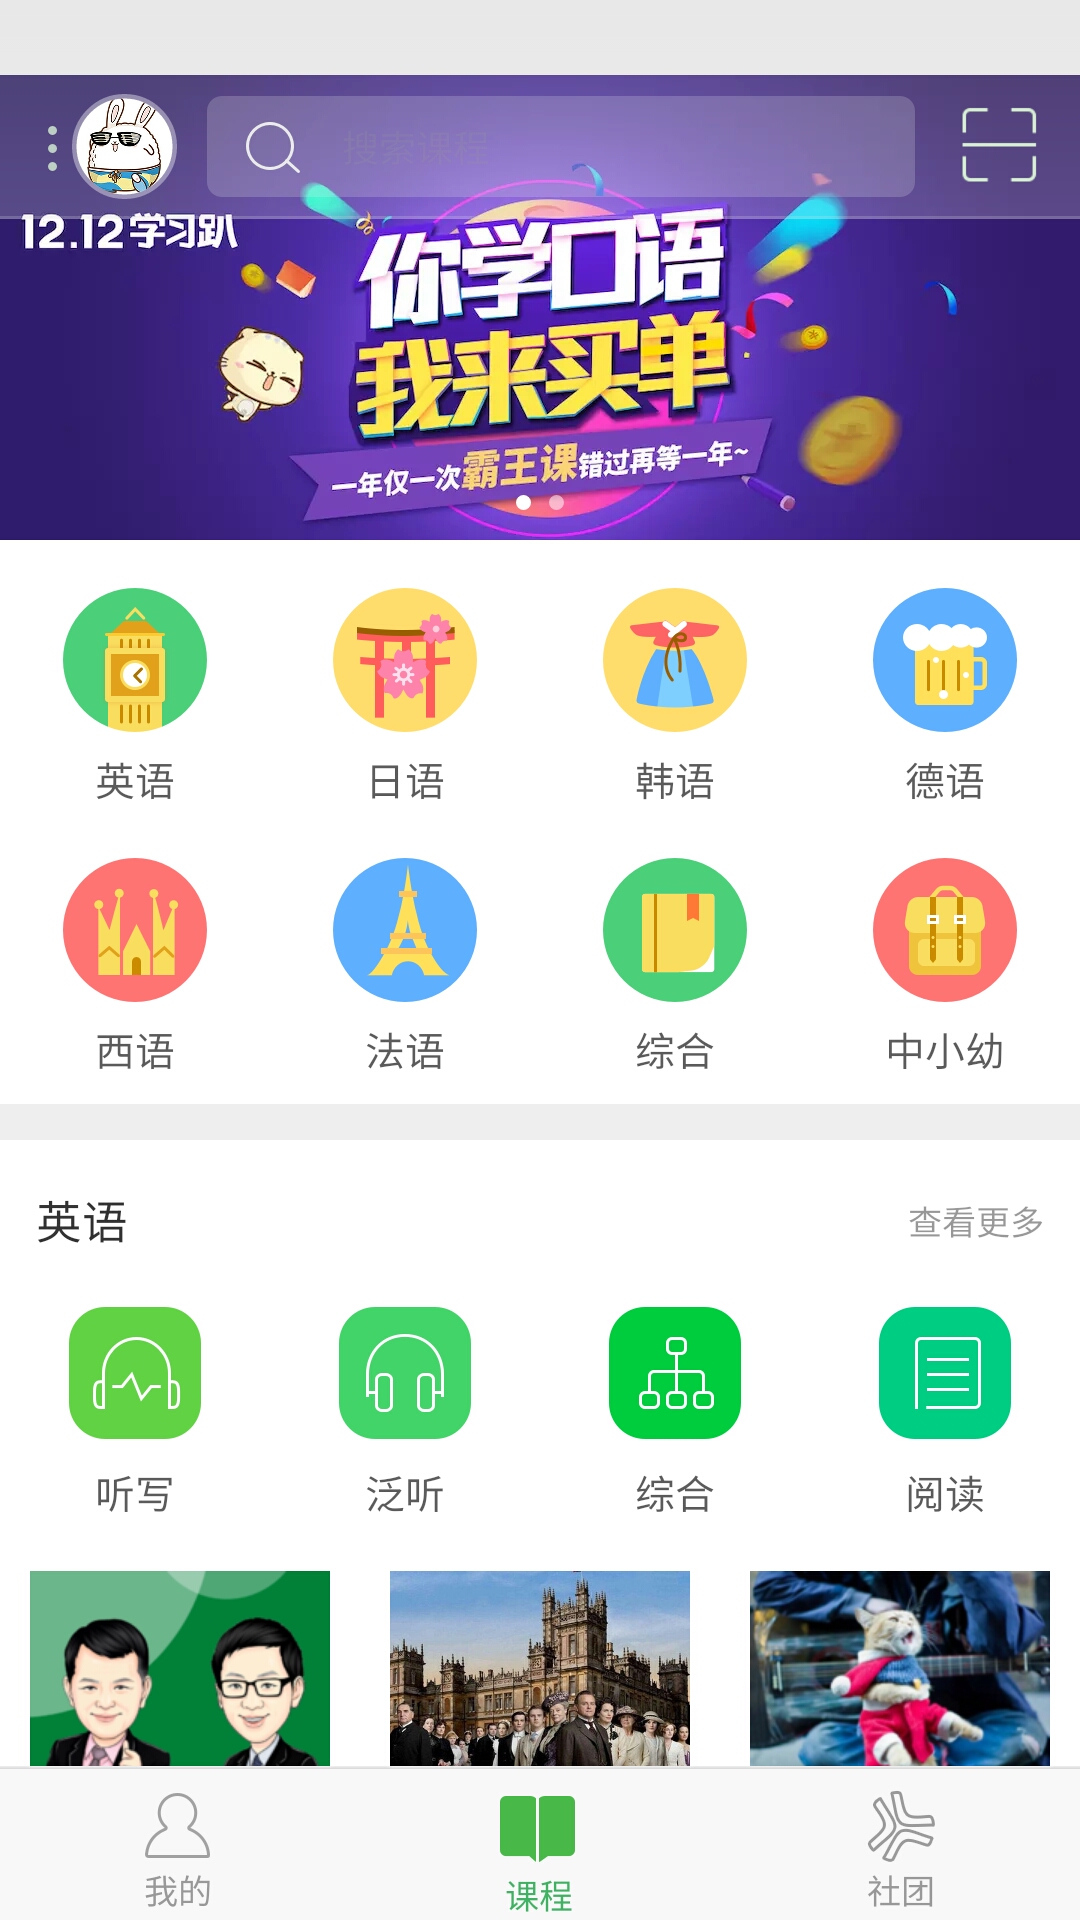 搜索课程
12.12学习趴
你学口语
我来买单
一年仅一次霸王课错过再等一年~
英语 日语 韩语 德语
西语 法语 综合 中小幼
英语 查看更多
听写 泛听 综合 阅读
我的 课程 社团